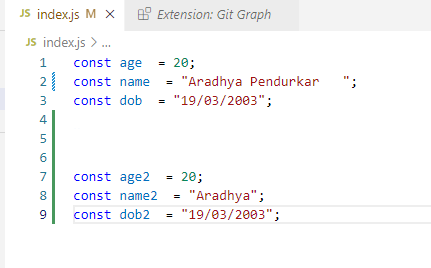 JS index.js M ×
Extension: Git Graph
JS index.js > ...
1 const age  = 20;
2 const name  = "Aradhya Pendurkar   ";
3 const dob  = "19/03/2003";
4
5
6
7 const age2  = 20;
8 const name2  = "Aradhya";
9 const dob2  = "19/03/2003";